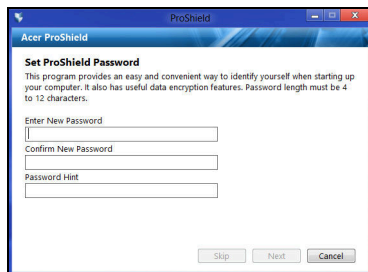 ProShield
Acer ProShield
Set ProShield Password
This program provides an easy and convenient way to identify yourself when starting up
your computer. It also has useful data encryption features. Password length must be 4
to 12 characters.
Enter New Password
Confirm New Password
Password Hint
Skip Next Cancel